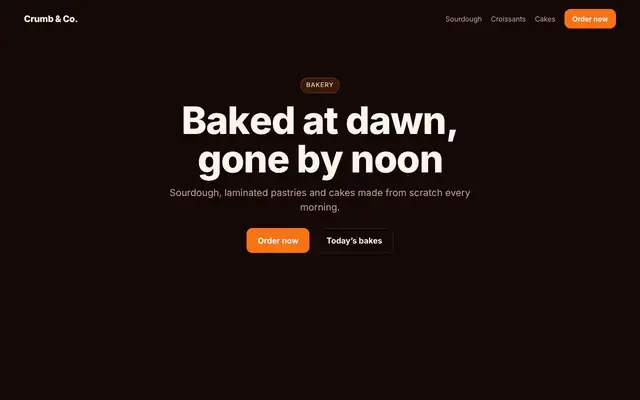 Crumb & Co.
Sourdough Croissants Cakes Order now
BAKERY
Baked at dawn,
gone by noon
Sourdough, laminated pastries and cakes made from scratch every
morning.
Order now Today’s bakes